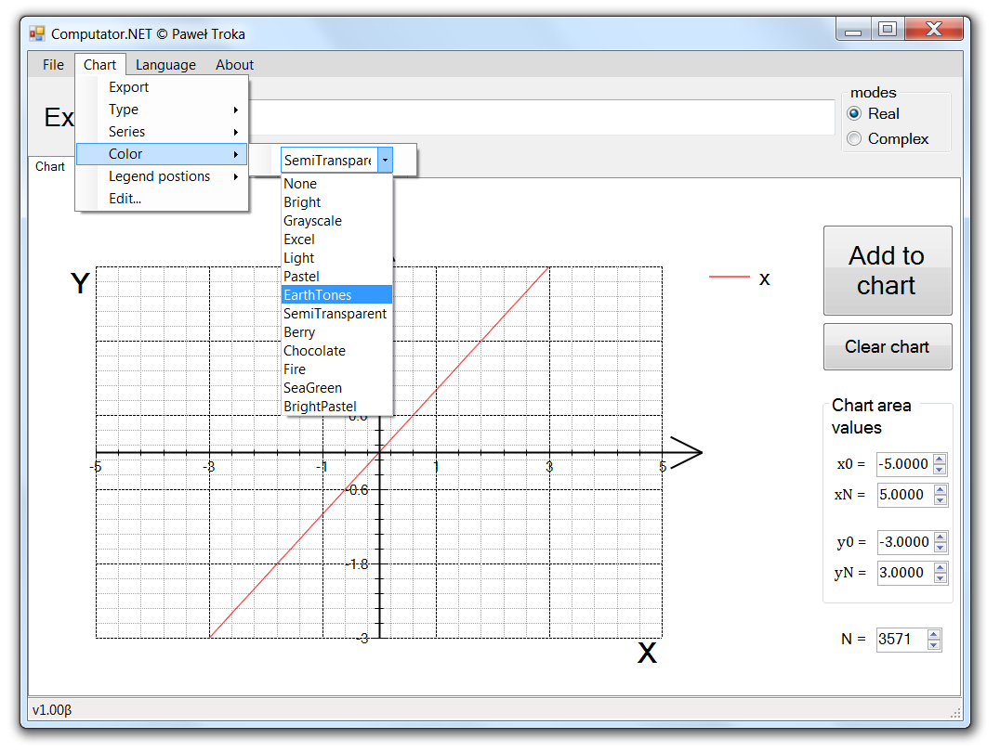 Computator.NET © Paweł Troka
File Chart Language About
Export
Type
Series
Color
Legend postions
Edit...
Ex
modes
Real
Complex
Chart
SemiTranspare
None
Bright
Grayscale
Excel
Light
Pastel
EarthTones
SemiTransparent
Berry
Chocolate
Fire
SeaGreen
BrightPastel
Y
x
Add to
chart
Clear chart
Chart area
values
x0 = -5.0000
xN = 5.0000
y0 = -3.0000
yN = 3.0000
N = 3571
0.6
-5 -3 -1 1 3 5
-0.6
-1.8
-3
X
v1.00β